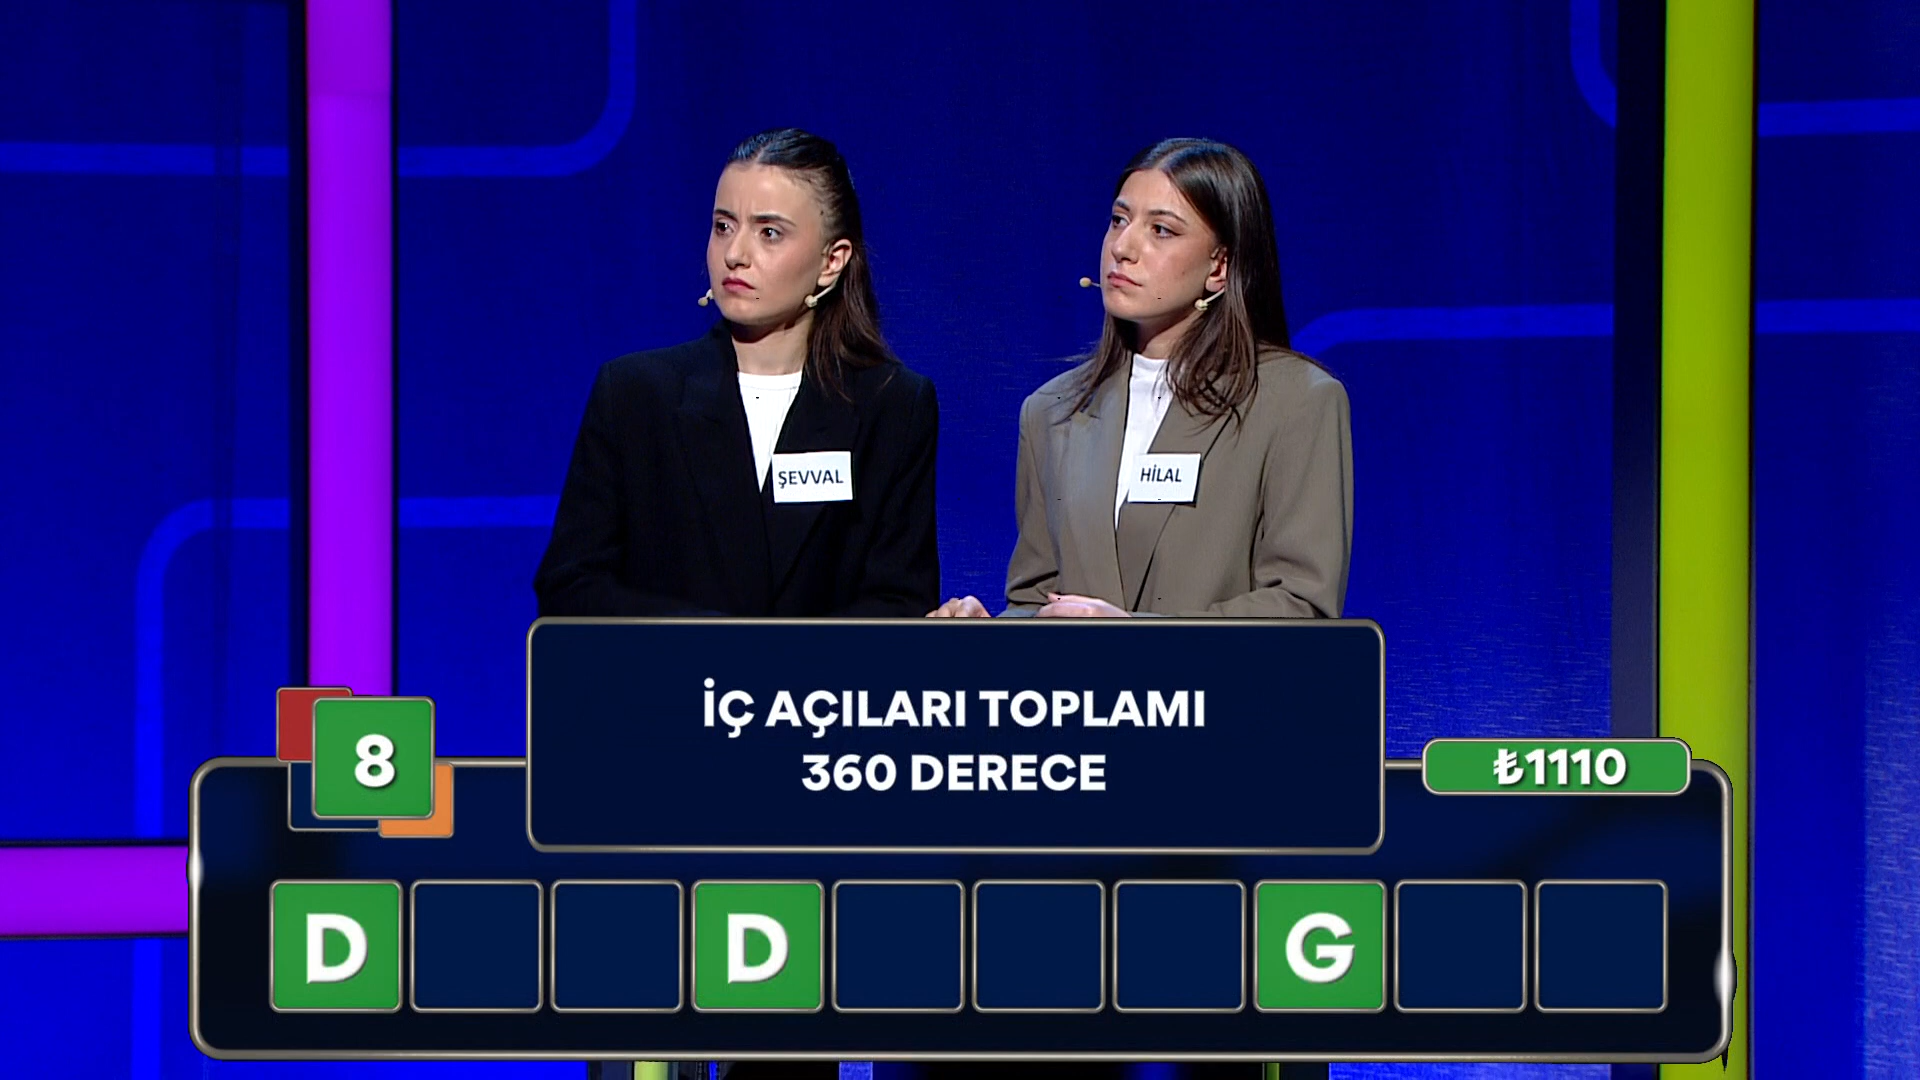 ŞEVVAL
HİLAL
İÇ AÇILARI TOPLAMI
360 DERECE
8
₺1110
D D G